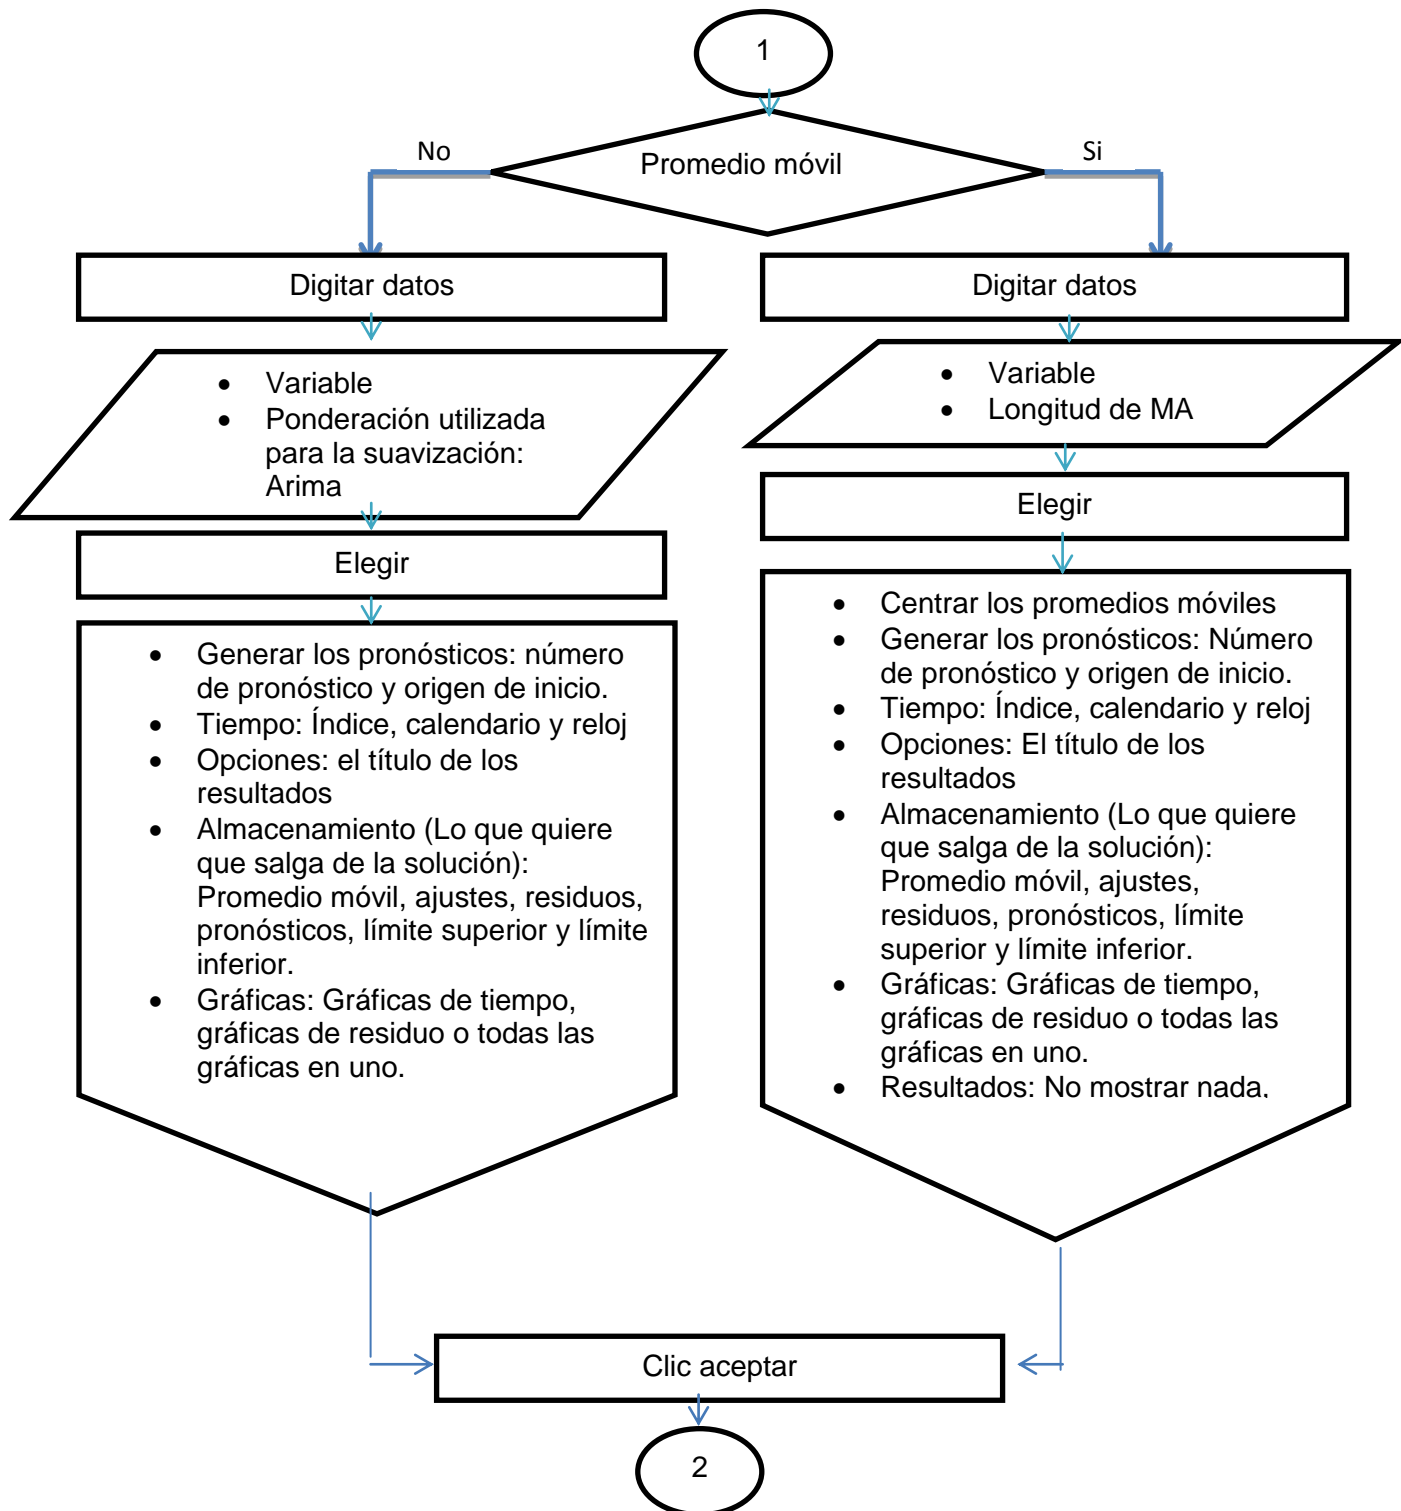 1
Promedio móvil
No
Si
Digitar datos
• Variable
• Ponderación utilizada
para la suavización:
Arima
Elegir
• Generar los pronósticos: número
de pronóstico y origen de inicio.
• Tiempo: Índice, calendario y reloj
• Opciones: el título de los
resultados
• Almacenamiento (Lo que quiere
que salga de la solución):
Promedio móvil, ajustes, residuos,
pronósticos, límite superior y límite
inferior.
• Gráficas: Gráficas de tiempo,
gráficas de residuo o todas las
gráficas en uno.
Digitar datos
• Variable
• Longitud de MA
Elegir
• Centrar los promedios móviles
• Generar los pronósticos: Número
de pronóstico y origen de inicio.
• Tiempo: Índice, calendario y reloj
• Opciones: El título de los
resultados
• Almacenamiento (Lo que quiere
que salga de la solución):
Promedio móvil, ajustes,
residuos, pronósticos, límite
superior y límite inferior.
• Gráficas: Gráficas de tiempo,
gráficas de residuo o todas las
gráficas en uno.
• Resultados: No mostrar nada,
Clic aceptar
2